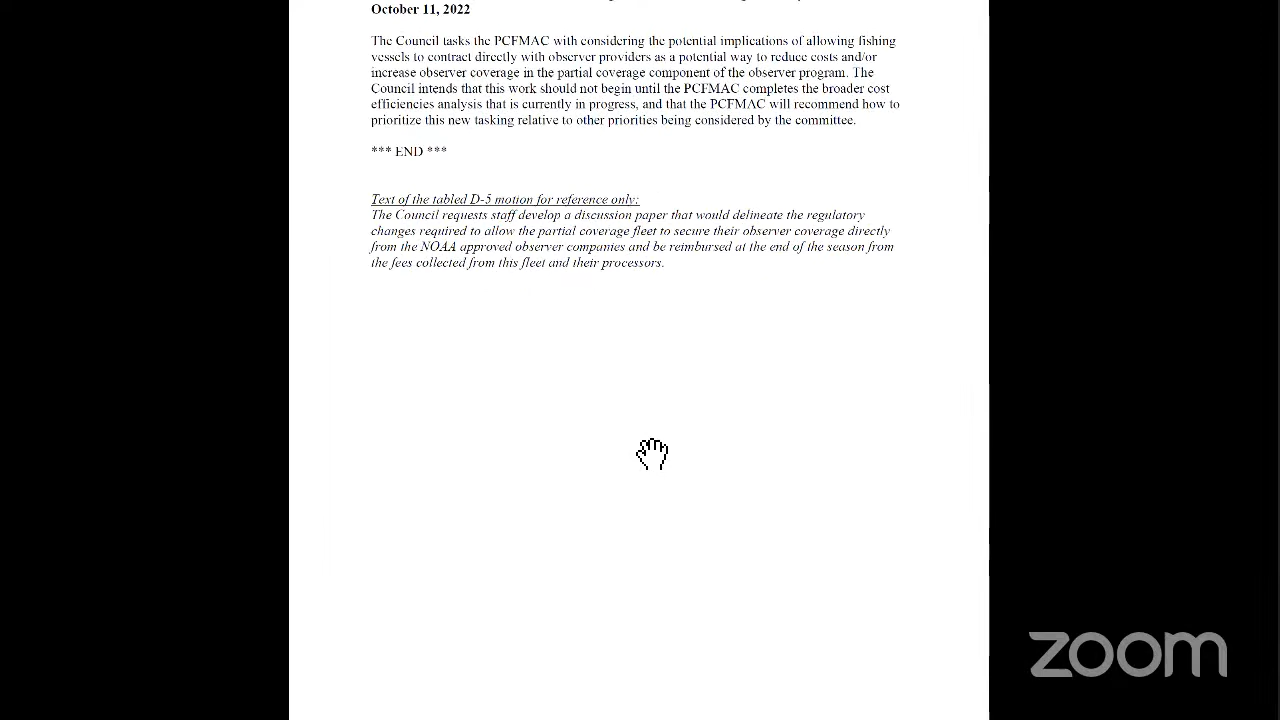 October 11, 2022
The Council tasks the PCFMAC with considering the potential implications of allowing fishing
vessels to contract directly with observer providers as a potential way to reduce costs and/or
increase observer coverage in the partial coverage component of the observer program. The
Council intends that this work should not begin until the PCFMAC completes the broader cost
efficiencies analysis that is currently in progress, and that the PCFMAC will recommend how to
prioritize this new tasking relative to other priorities being considered by the committee.
*** END ***
Text of the tabled D-5 motion for reference only:
The Council requests staff develop a discussion paper that would delineate the regulatory
changes required to allow the partial coverage fleet to secure their observer coverage directly
from the NOAA approved observer companies and be reimbursed at the end of the season from
the fees collected from this fleet and their processors.
zoom